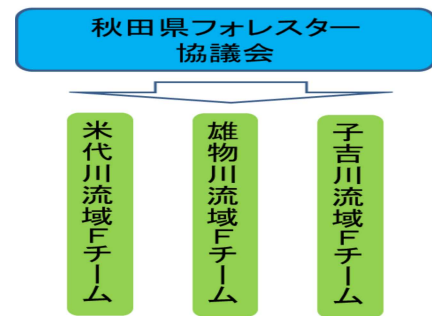 秋田県フォレスター
協議会
米代川流域Fチーム
雄物川流域Fチーム
子吉川流域Fチーム